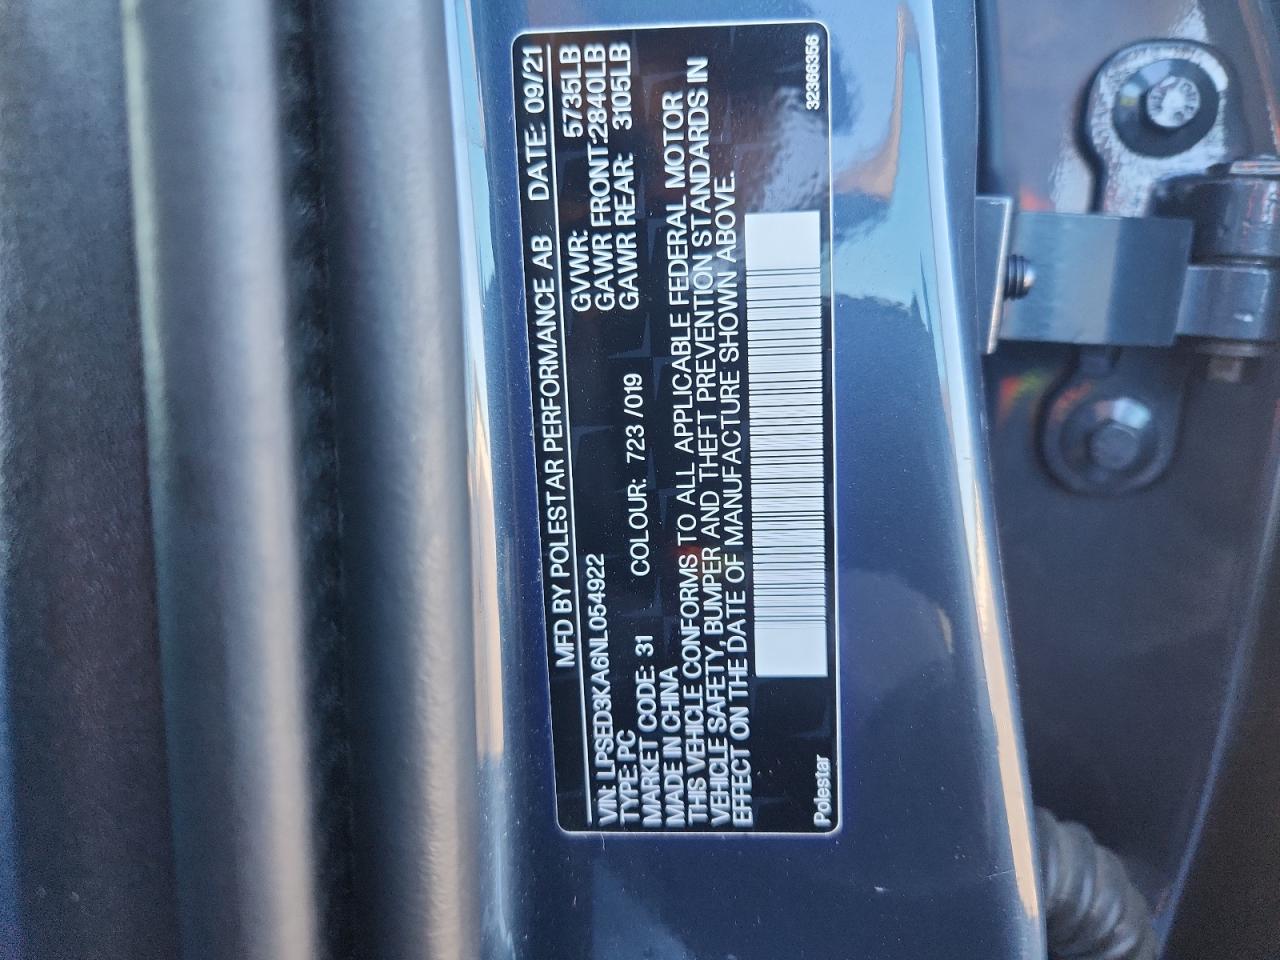 MFD BY POLESTAR PERFORMANCE AB DATE: 09/21
VIN: LPSED3KA6NL054922 GVWR: 5735LB
TYPE: PC GAWR FRONT:2840LB
MARKET CODE: 31 COLOUR: 723 /019 GAWR REAR: 3105LB
MADE IN CHINA
THIS VEHICLE CONFORMS TO ALL APPLICABLE FEDERAL MOTOR
VEHICLE SAFETY, BUMPER AND THEFT PREVENTION STANDARDS IN
EFFECT ON THE DATE OF MANUFACTURE SHOWN ABOVE.
Polestar 32366356